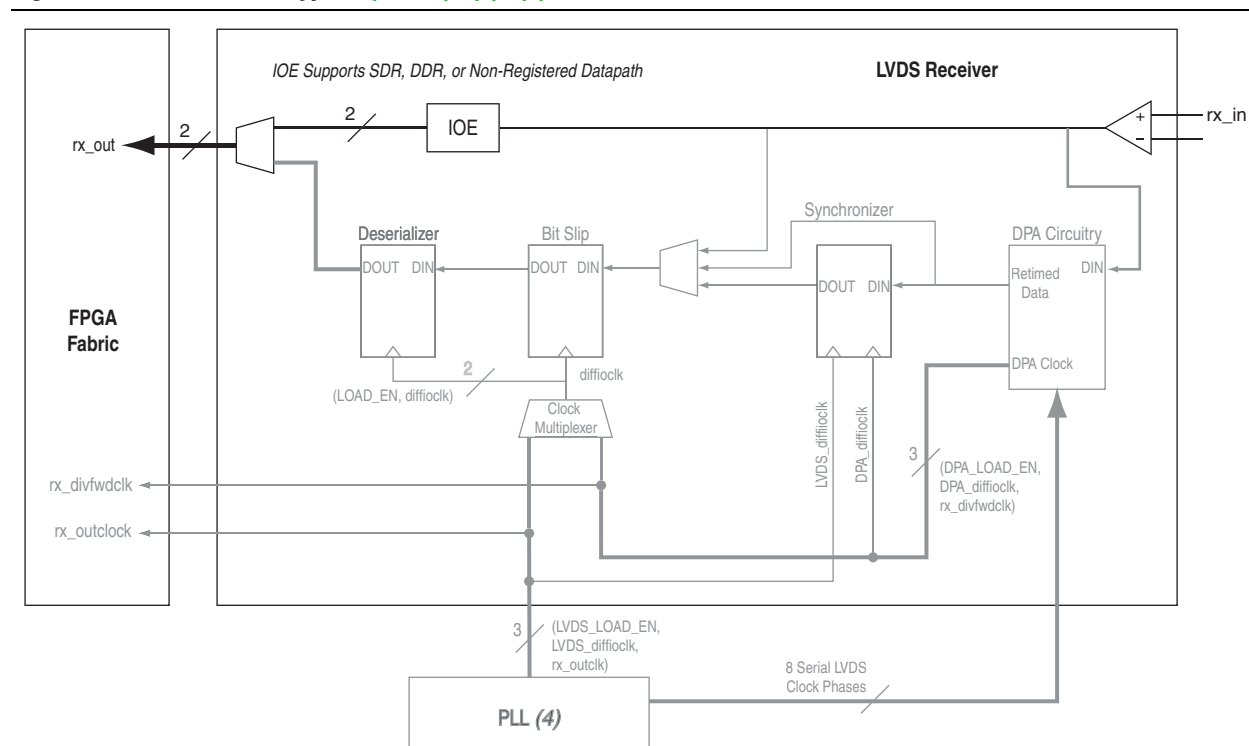 IOE Supports SDR, DDR, or Non-Registered Datapath
LVDS Receiver
2
2
IOE
+
–
rx_in
rx_out
Synchronizer
Deserializer
Bit Slip
DPA Circuitry
DOUT DIN
DOUT DIN
DOUT DIN
Retimed
Data
DIN
FPGA
Fabric
DPA Clock
2
diffioclk
(LOAD_EN, diffioclk)
Clock
Multiplexer
LVDS_diffiioclk
DPA_diffioclk
3
(DPA_LOAD_EN,
DPA_diffioclk,
rx_divfwdclk)
rx_divfwdclk
rx_outclock
3
(LVDS_LOAD_EN,
LVDS_diffioclk,
rx_outclk)
8 Serial LVDS
Clock Phases
PLL (4)